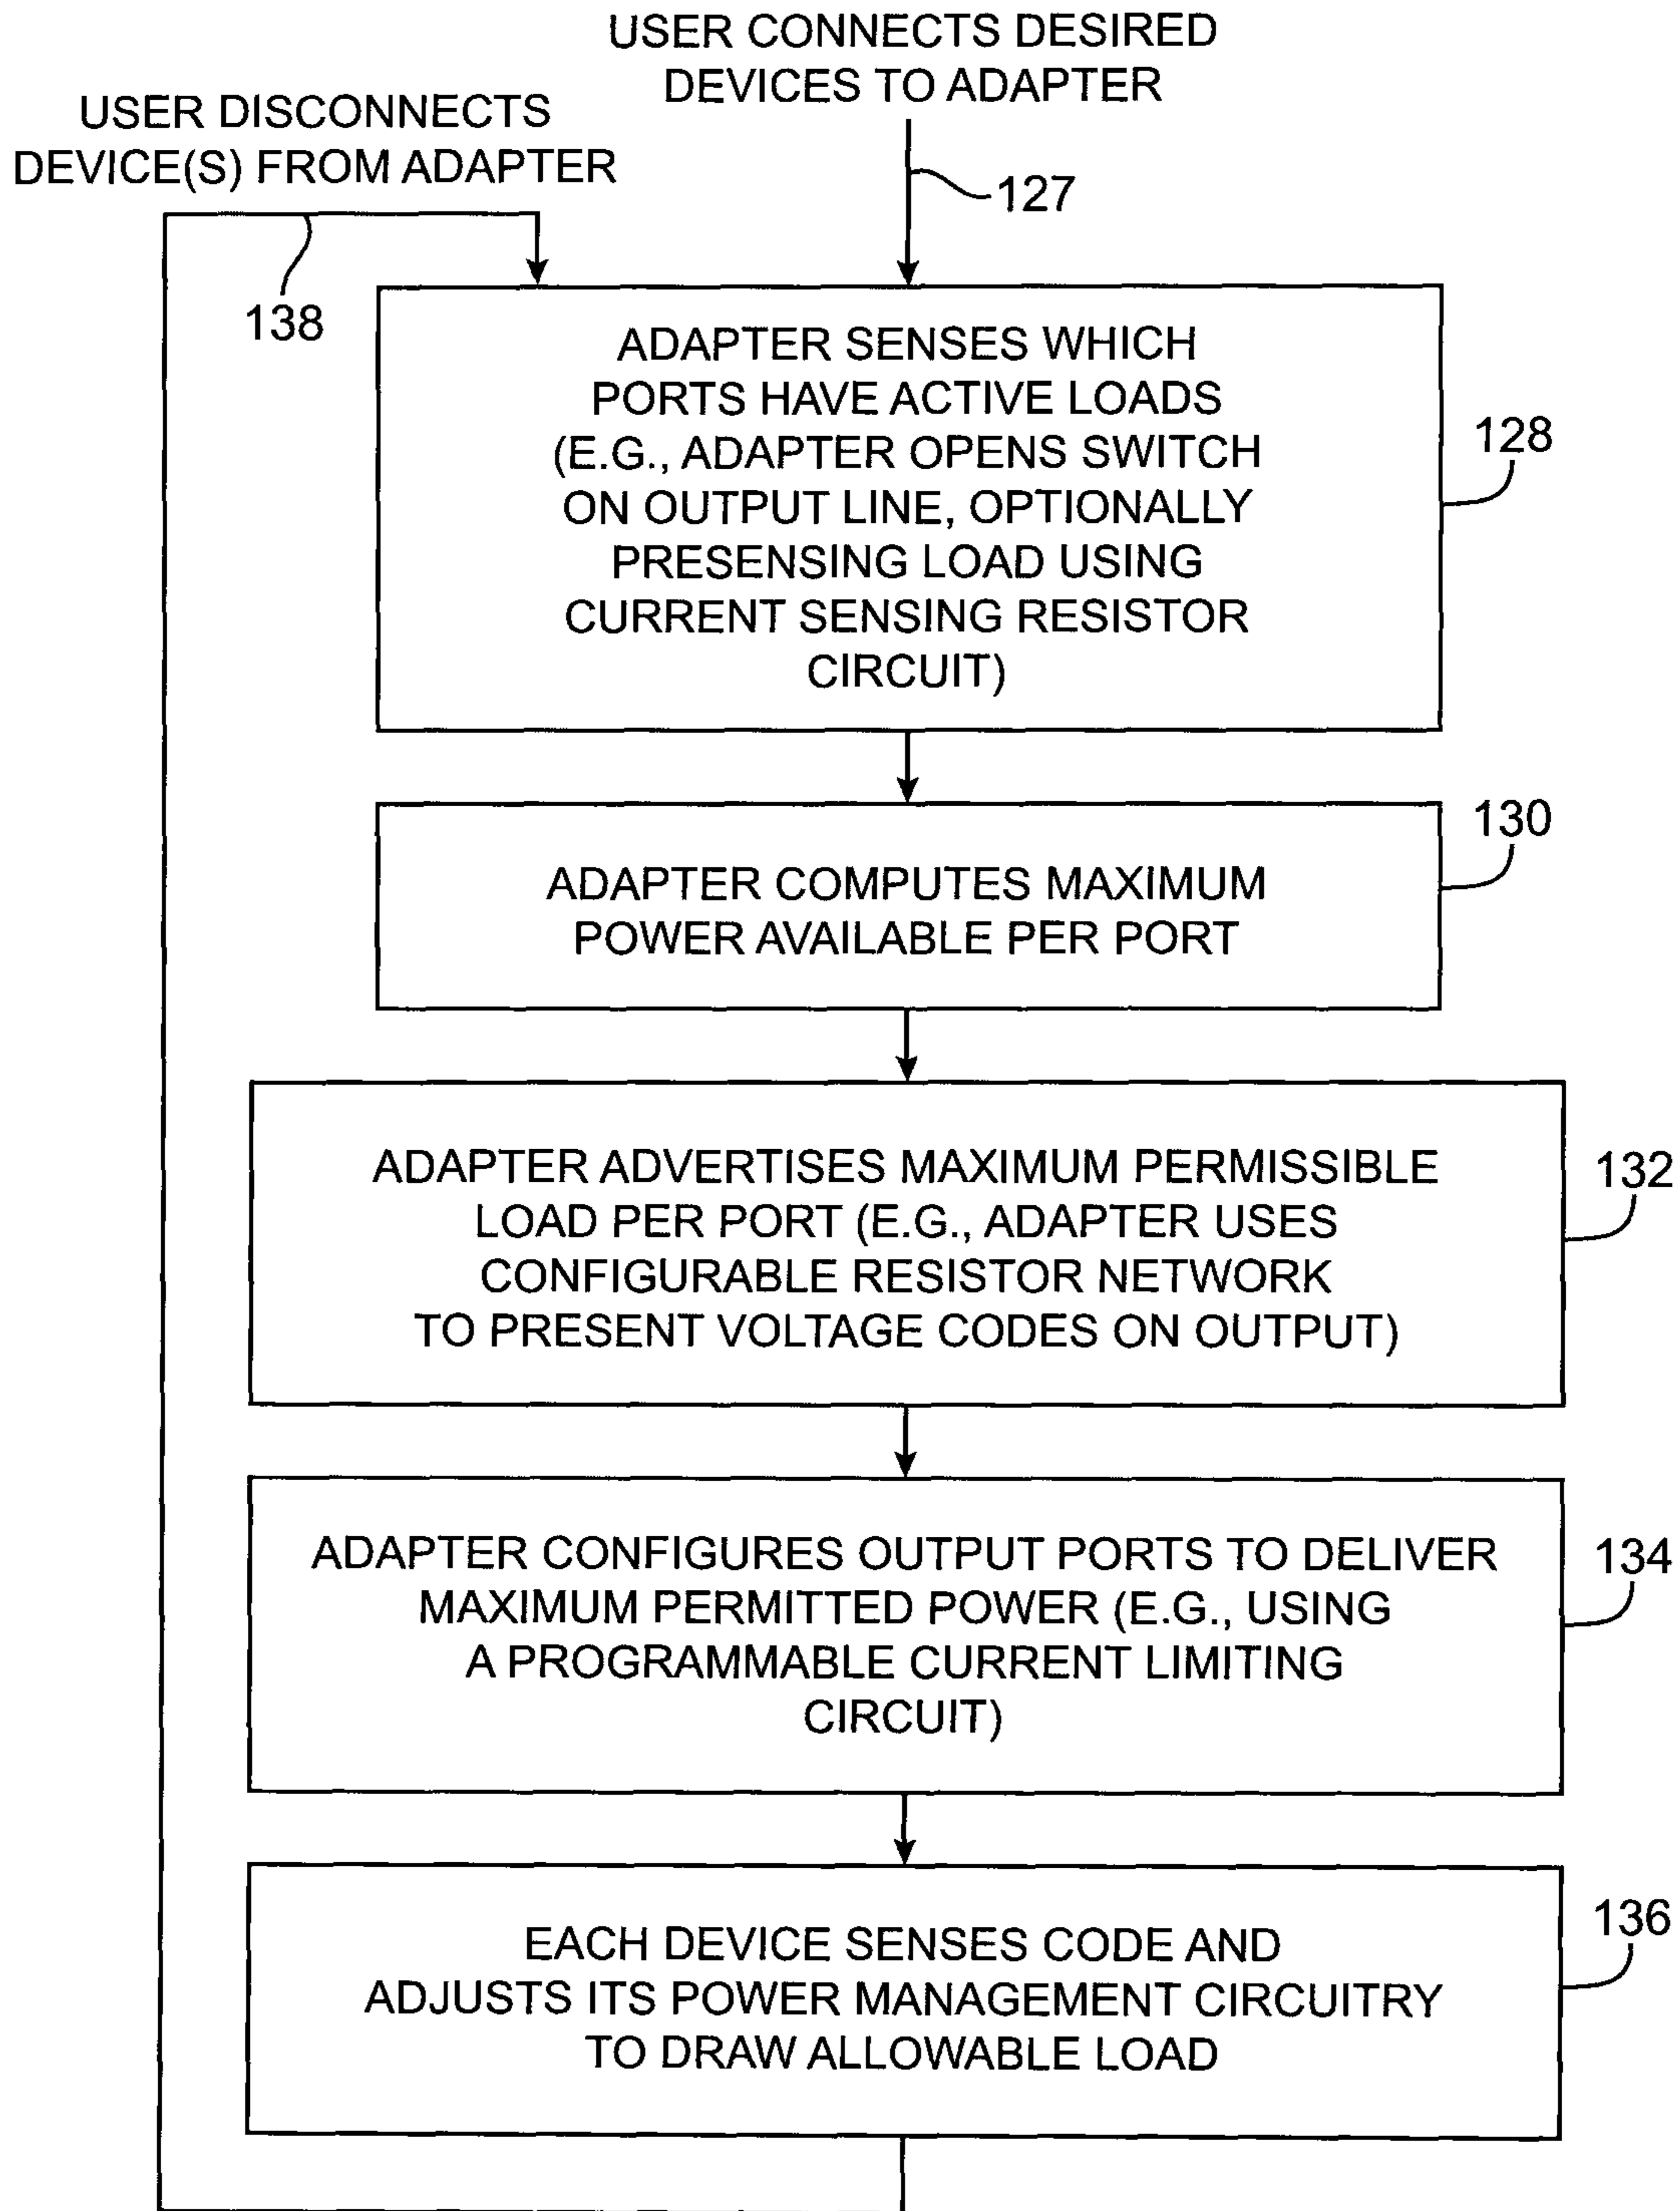 USER CONNECTS DESIRED
DEVICES TO ADAPTER
USER DISCONNECTS
DEVICE(S) FROM ADAPTER
127
138
ADAPTER SENSES WHICH
PORTS HAVE ACTIVE LOADS
(E.G., ADAPTER OPENS SWITCH
ON OUTPUT LINE, OPTIONALLY
PRESENSING LOAD USING
CURRENT SENSING RESISTOR
CIRCUIT)
128
130
ADAPTER COMPUTES MAXIMUM
POWER AVAILABLE PER PORT
ADAPTER ADVERTISES MAXIMUM PERMISSIBLE
LOAD PER PORT (E.G., ADAPTER USES
CONFIGURABLE RESISTOR NETWORK
TO PRESENT VOLTAGE CODES ON OUTPUT)
132
ADAPTER CONFIGURES OUTPUT PORTS TO DELIVER
MAXIMUM PERMITTED POWER (E.G., USING
A PROGRAMMABLE CURRENT LIMITING
CIRCUIT)
134
EACH DEVICE SENSES CODE AND
ADJUSTS ITS POWER MANAGEMENT CIRCUITRY
TO DRAW ALLOWABLE LOAD
136